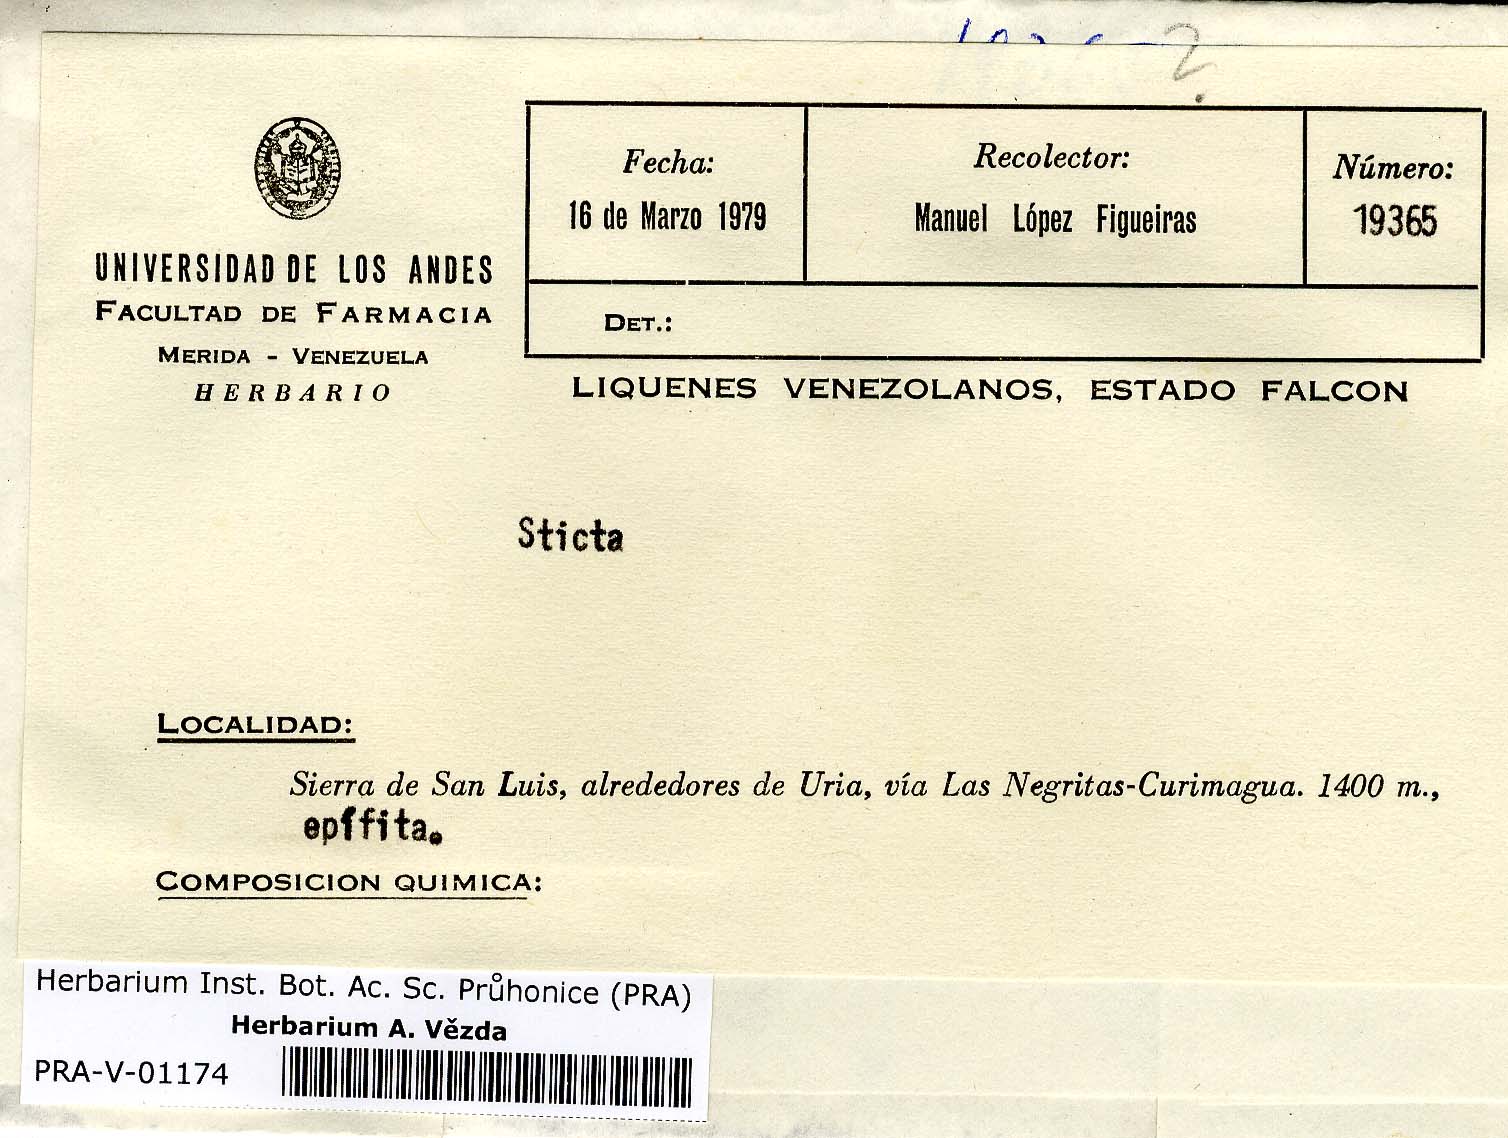 ?
Fecha:
16 de Marzo 1979
Recolector:
Manuel López Figueiras
Número:
19365
DET.:
UNIVERSIDAD DE LOS ANDES
FACULTAD DE FARMACIA
MERIDA - VENEZUELA
HERBARIO
LIQUENES VENEZOLANOS, ESTADO FALCON
Sticta
LOCALIDAD:
Sierra de San Luis, alrededores de Uria, vía Las Negritas-Curimagua. 1400 m.,
epífita.
COMPOSICION QUIMICA:
Herbarium Inst. Bot. Ac. Sc. Průhonice (PRA)
Herbarium A. Vězda
PRA-V-01174